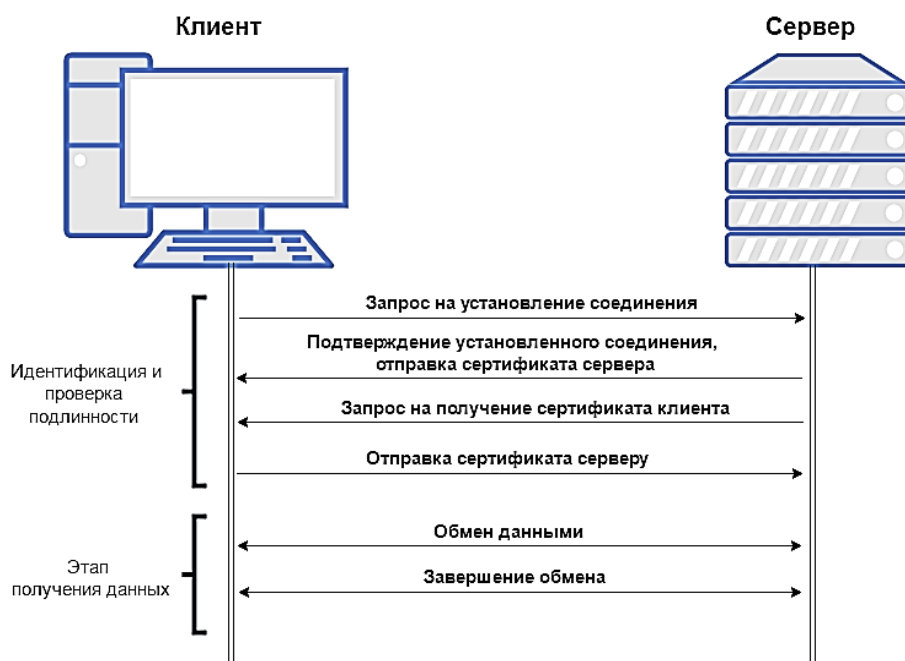 Клиент
Сервер
Запрос на установление соединения
Подтверждение установленного соединения,
отправка сертификата сервера
Идентификация и
проверка
подлинности
Запрос на получение сертификата клиента
Отправка сертификата серверу
Обмен данными
Этап
получения данных
Завершение обмена